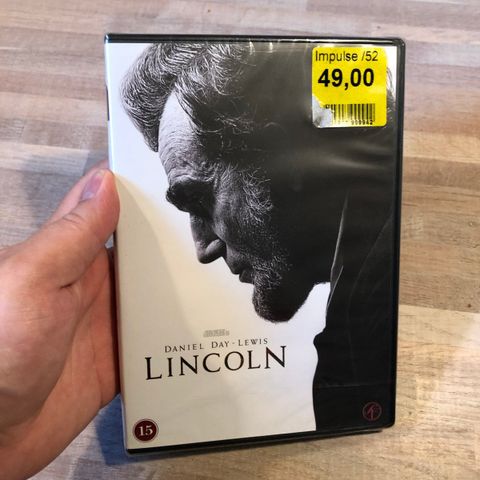 Impulse /52
49,00
DANIEL DAY-LEWIS
LINCOLN
15